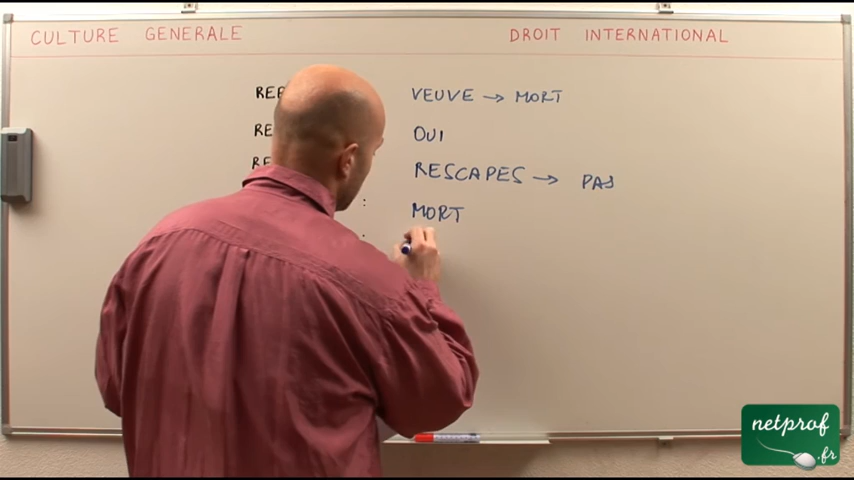 CULTURE GENERALE DROIT INTERNATIONAL
VEUVE → MORT
OUI
RESCAPES → PAS
: MORT
:
netprof
.fr